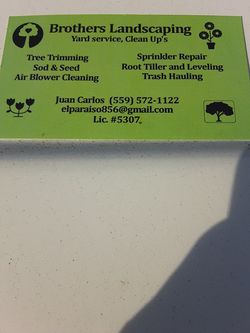 Brothers Landscaping
Yard service, Clean Up's
Tree Trimming
Sod & Seed
Air Blower Cleaning
Sprinkler Repair
Root Tiller and Leveling
Trash Hauling
Juan Carlos (559) 572-1122
elparaiso856@gmail.com
Lic. #5307